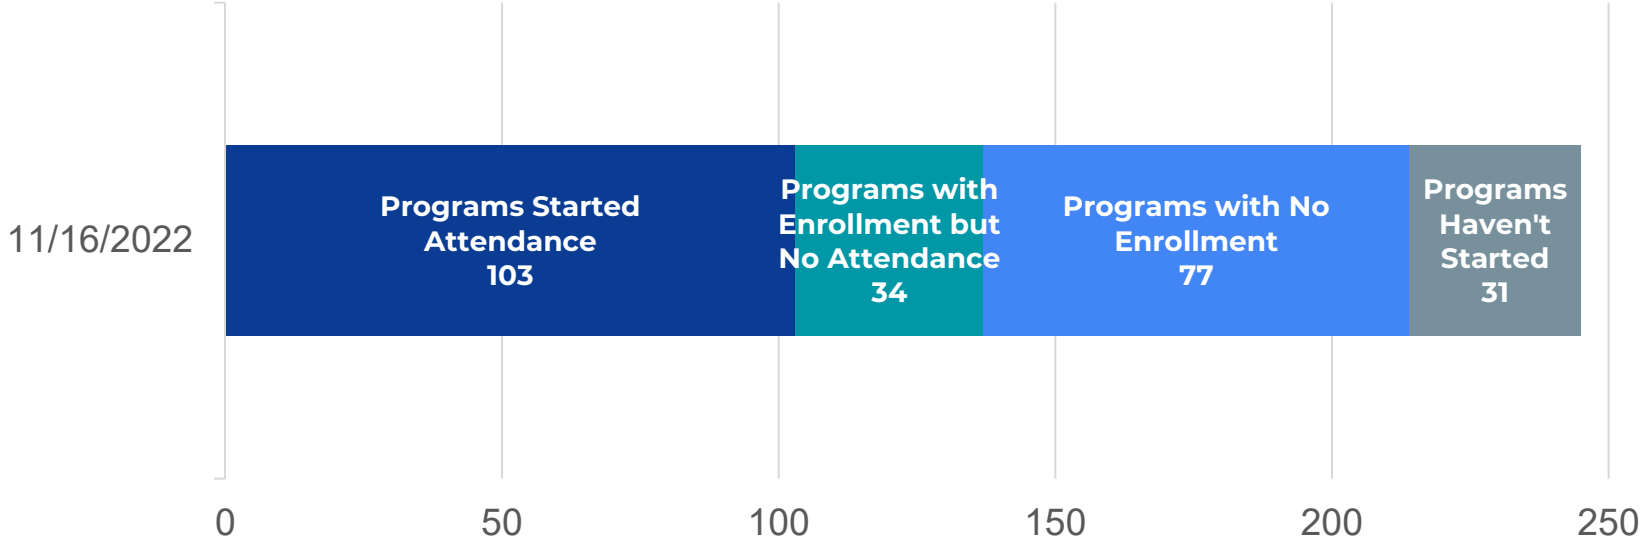 11/16/2022
Programs Started
Attendance
103
Programs with
Enrollment but
No Attendance
34
Programs with No
Enrollment
77
Programs
Haven't
Started
31
0
50
100
150
200
250